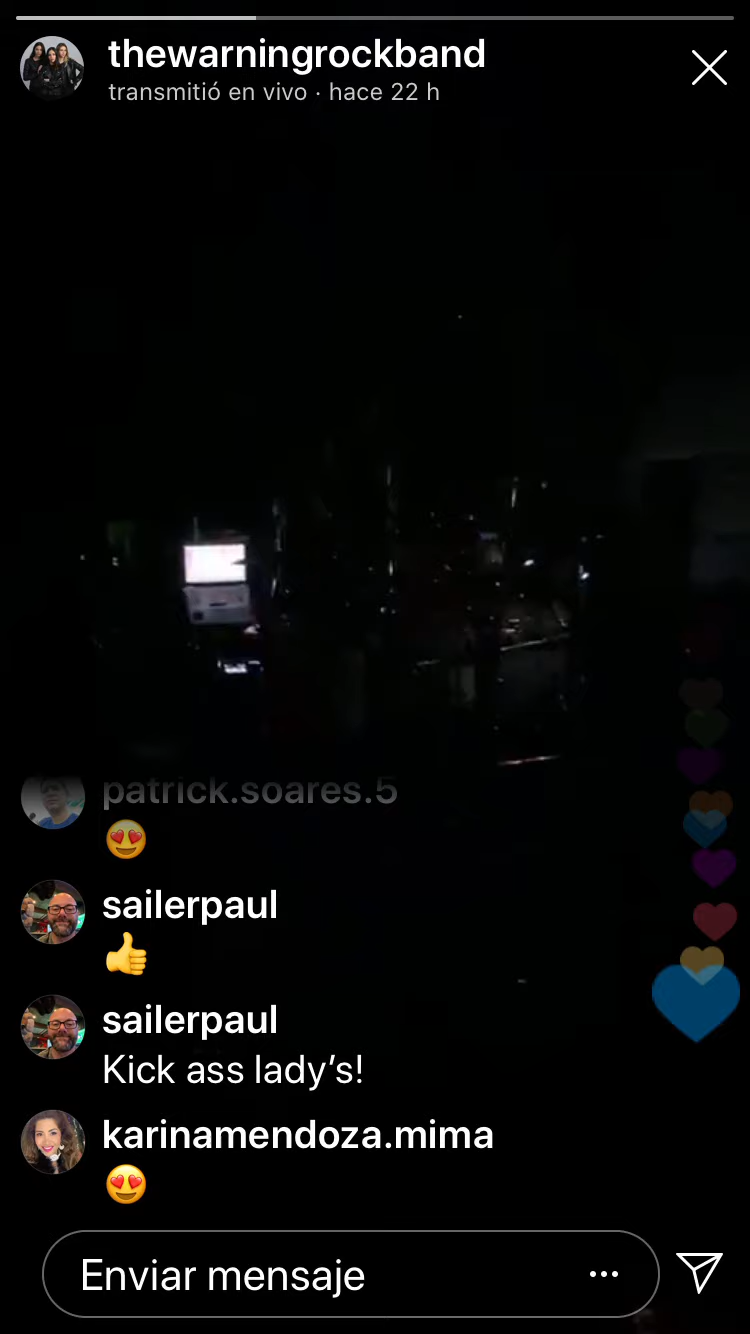 thewarningrockband
transmitió en vivo · hace 22 h
patrick.soares.5
😍
sailerpaul
👍
sailerpaul
Kick ass lady’s!
karinamendoza.mima
😍
Enviar mensaje